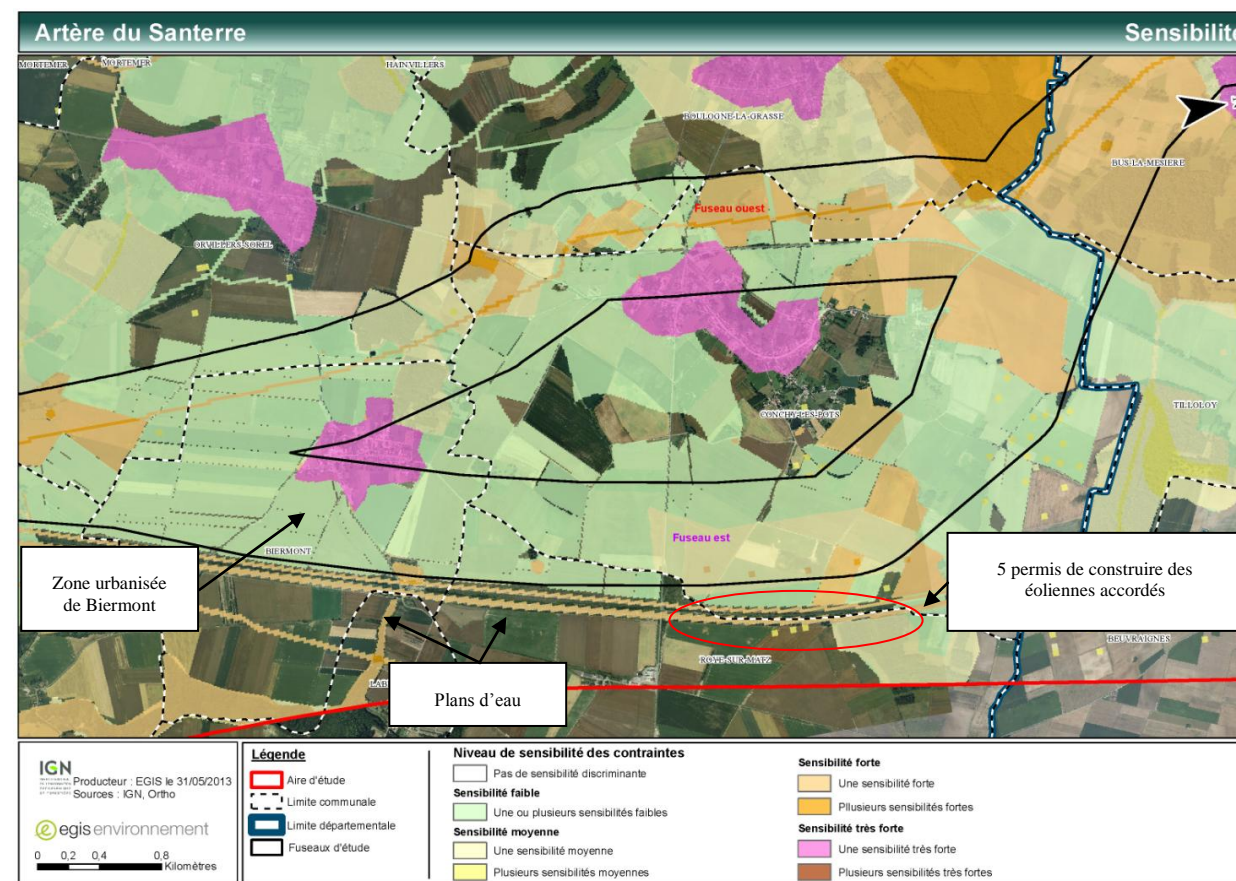 Artère du Santerre
Sensibilité
MORTEMER
MORTEMER
HAINVILLERS
BOULOGNE-LA-GRASSE
BUS-LA-MESIERE
Fuseau ouest
ORVILLERS-SOREL
CONCHY-LES-POTS
TILLOLOY
Fuseau est
BIERMONT
Zone urbanisée
de Biermont
5 permis de construire des
éoliennes accordés
BEUVRAIGNES
ROYE-SUR-MATZ
Plans d'eau
IGN
Producteur : EGIS le 31/05/2013
Sources : IGN, Ortho
egis environnement
0 0,2 0,4 0,8
Kilomètres
Légende
Aire d'étude
Limite communale
Limite départementale
Fuseaux d'étude
Niveau de sensibilité des contraintes
Pas de sensibilité discriminante
Sensibilité faible
Une ou plusieurs sensibilités faibles
Sensibilité moyenne
Une sensibilité moyenne
Plusieurs sensibilités moyennes
Sensibilité forte
Une sensibilité forte
Pllusieurs sensibilités fortes
Sensibilité très forte
Une sensibilité très forte
Plusieurs sensibilités très fortes